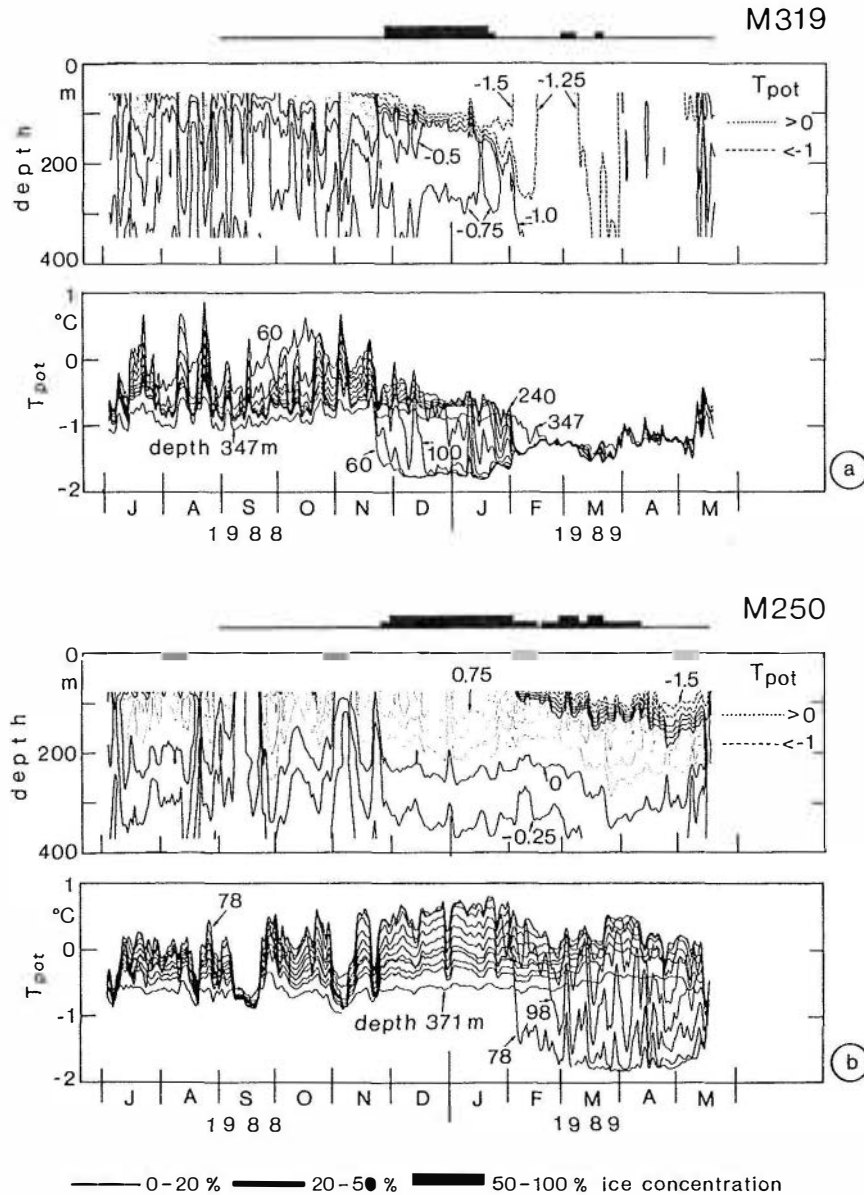 M319
0
m
200
400
depth
-1.5
-1.25
Tpot
>0
<-1
-0.5
-0.75
-1.0
1
°C
0
-1
-2
Tpot
60
240
347
depth 347m
60
100
a
J A S O N D J F M A M
1988 1989
M250
0
m
200
400
depth
0.75
-1.5
Tpot
>0
<-1
0
-0.25
1
°C
0
-1
-2
Tpot
78
depth 371m
98
78
b
J A S O N D J F M A M
1988 1989
0-20 % 20-50 % 50-100 % ice concentration